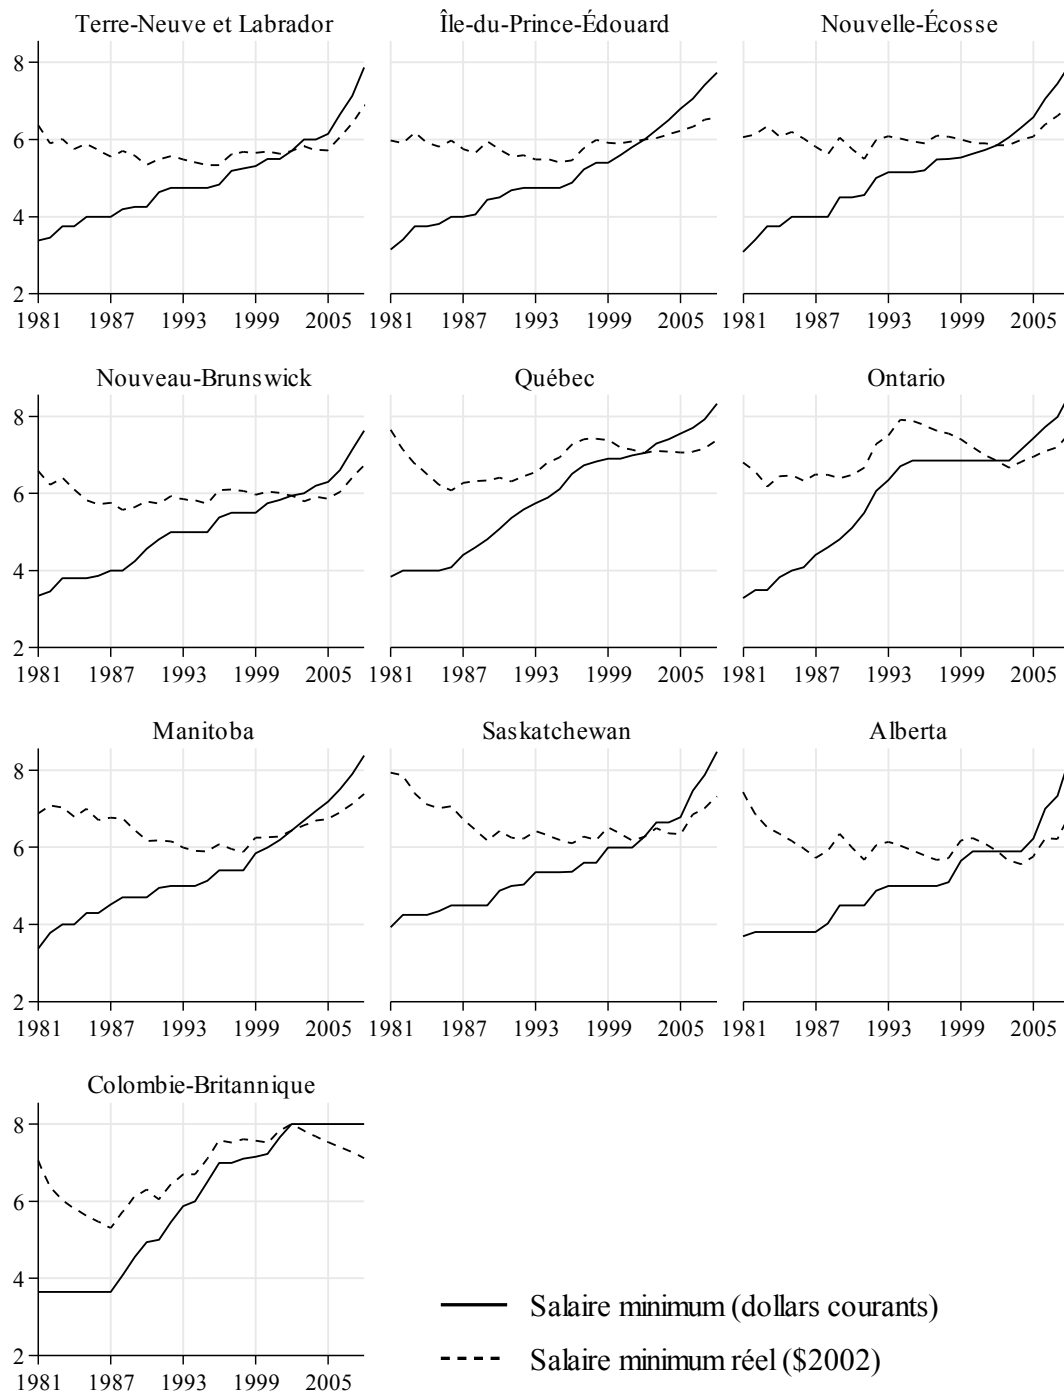 Terre-Neuve et Labrador Île-du-Prince-Édouard Nouvelle-Écosse
8
6
4
2
1981 1987 1993 1999 2005 1981 1987 1993 1999 2005 1981 1987 1993 1999 2005
Nouveau-Brunswick Québec Ontario
8
6
4
2
1981 1987 1993 1999 2005 1981 1987 1993 1999 2005 1981 1987 1993 1999 2005
Manitoba Saskatchewan Alberta
8
6
4
2
1981 1987 1993 1999 2005 1981 1987 1993 1999 2005 1981 1987 1993 1999 2005
Colombie-Britannique
8
6
4
2
1981 1987 1993 1999 2005
Salaire minimum (dollars courants)
Salaire minimum réel ($2002)